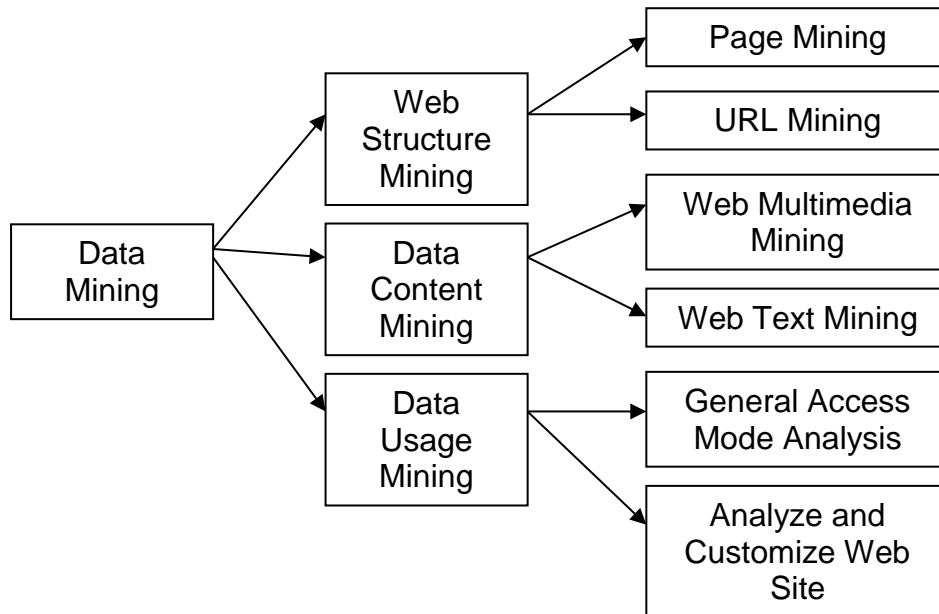 Data
Mining
Web
Structure
Mining
Data
Content
Mining
Data
Usage
Mining
Page Mining
URL Mining
Web Multimedia
Mining
Web Text Mining
General Access
Mode Analysis
Analyze and
Customize Web
Site